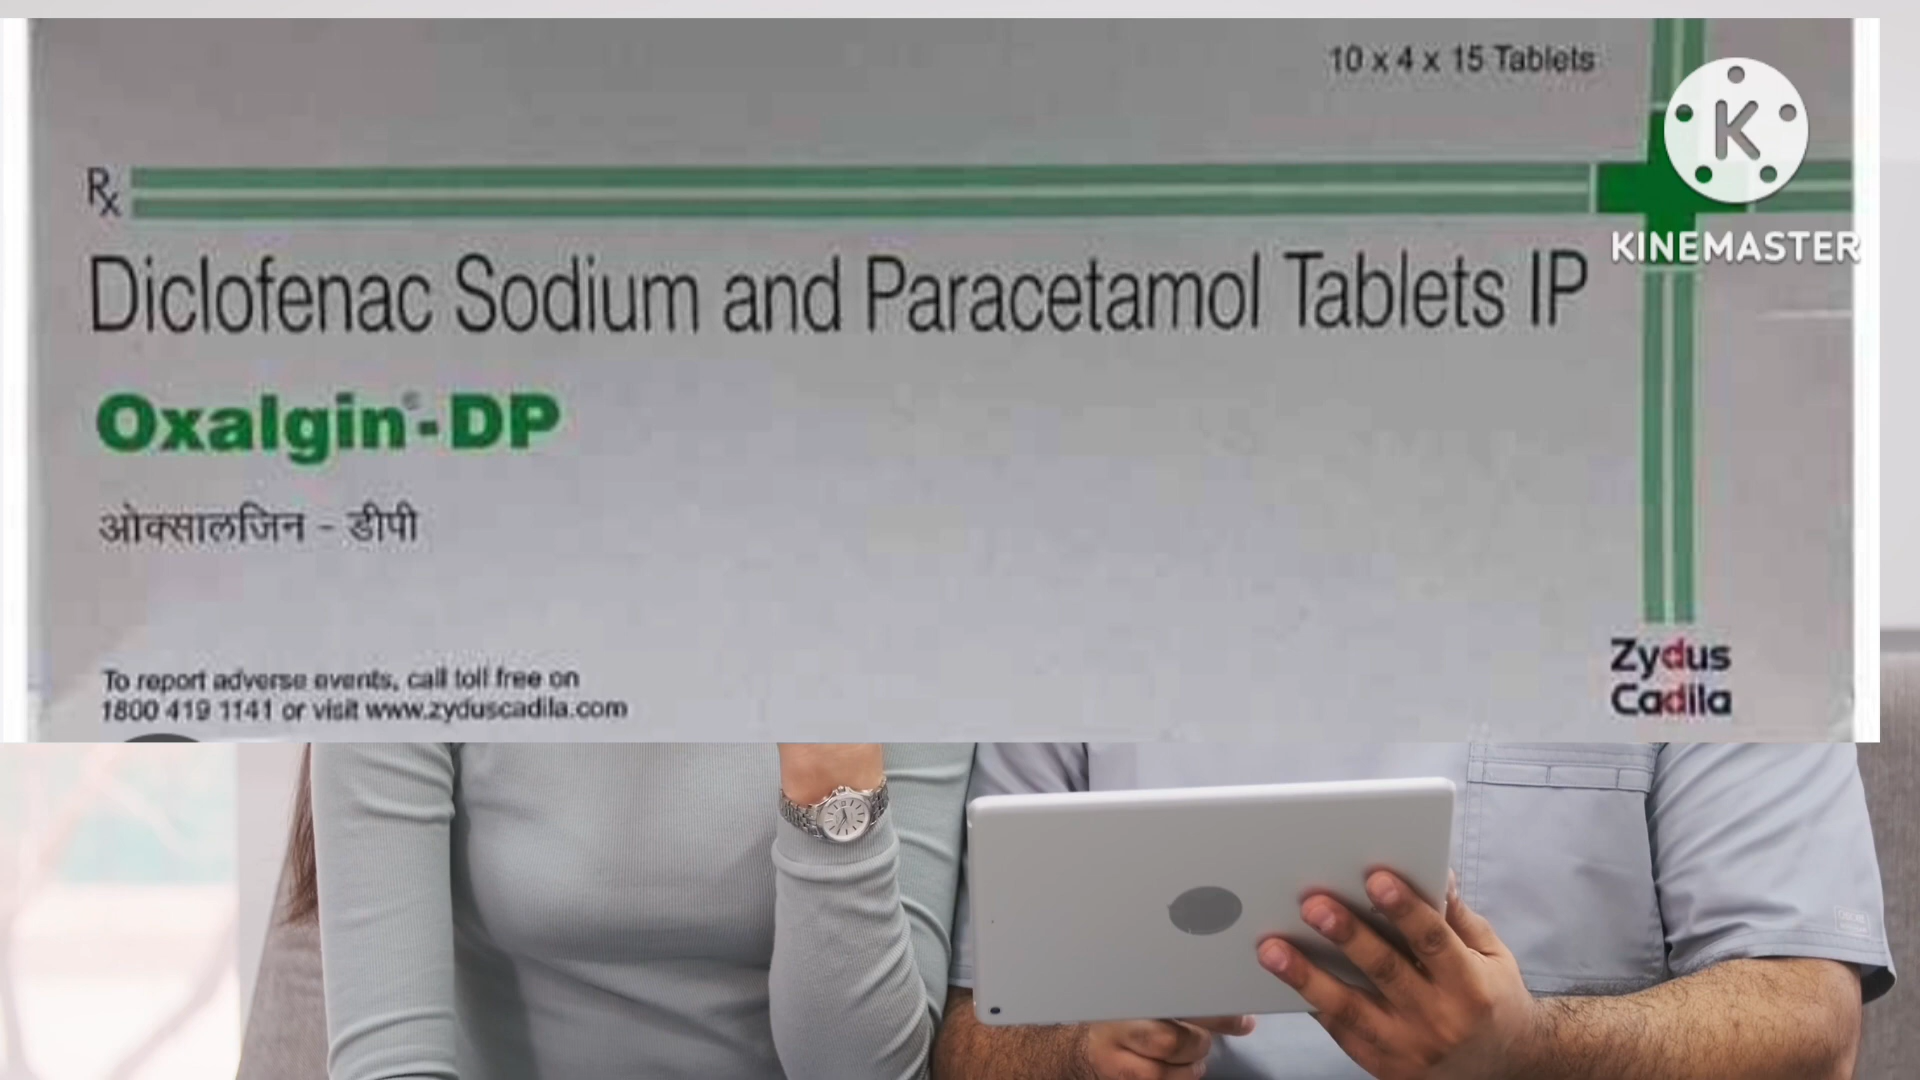 10 x 4 x 15 Tablets
Rx
Diclofenac Sodium and Paracetamol Tablets IP
Oxalgin®-DP
ओक्सालजिन - डीपी
To report adverse events, call toll free on
1800 419 1141 or visit www.zyduscadila.com
Zydus
Cadila
K
KINEMASTER